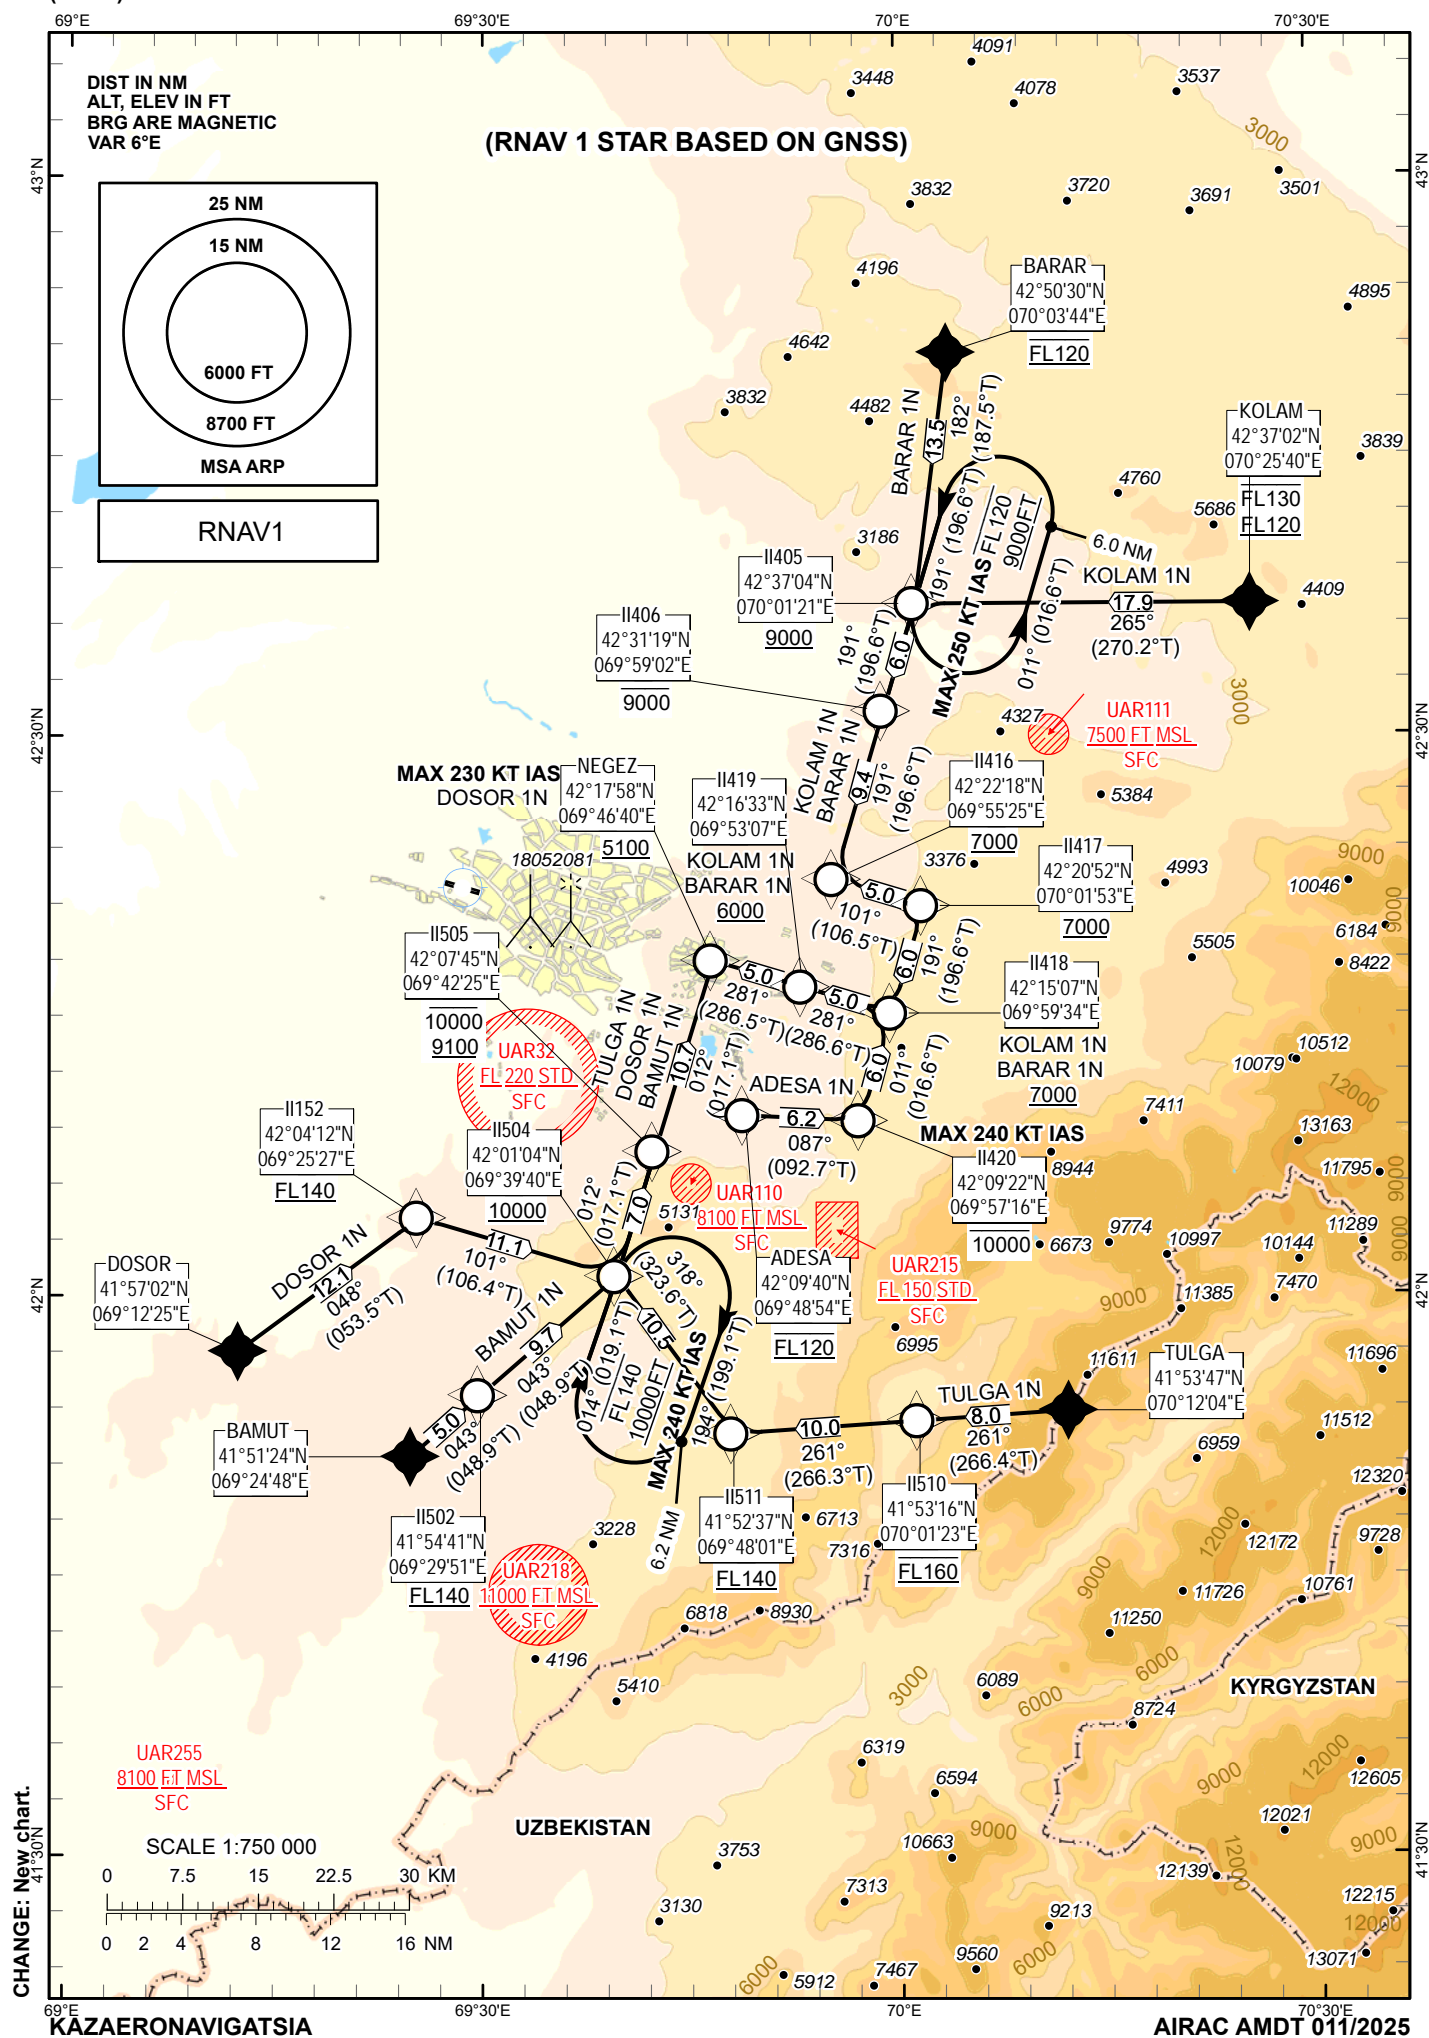 69°E
69°30'E
70°E
70°30'E
DIST IN NM
ALT, ELEV IN FT
BRG ARE MAGNETIC
VAR 6°E
(RNAV 1 STAR BASED ON GNSS)
25 NM
15 NM
6000 FT
8700 FT
MSA ARP
RNAV1
43°N
43°N
4091
3448
4078
3537
3000
3501
3832
3720
3691
4196
4895
4642
3832
4482
3839
4760
5686
3186
4409
BARAR
42°50'30"N
070°03'44"E
FL120
KOLAM
42°37'02"N
070°25'40"E
FL130
FL120
BARAR 1N
13.5
182°
(187.5°T)
191° (196.6°T)
FL120
9000FT
MAX 250 KT IAS
011° (016.6°T)
6.0 NM
KOLAM 1N
17.9
265°
(270.2°T)
II405
42°37'04"N
070°01'21"E
9000
II406
42°31'19"N
069°59'02"E
9000
191°
(196.6°T)
6.0
3000
42°30'N
42°30'N
4327
UAR111
7500 FT MSL
SFC
KOLAM 1N
BARAR 1N
9.4
191°
(196.6°T)
MAX 230 KT IAS
DOSOR 1N
NEGEZ
42°17'58"N
069°46'40"E
5100
II419
42°16'33"N
069°53'07"E
KOLAM 1N
BARAR 1N
6000
II416
42°22'18"N
069°55'25"E
7000
5384
3376
II417
42°20'52"N
070°01'53"E
7000
4993
9000
10046
9000
6184
8422
5505
1805
2081
5.0
101°
(106.5°T)
6.0
191°
(196.6°T)
II505
42°07'45"N
069°42'25"E
10000
9100
5.0
281°
(286.5°T)
5.0
281°
(286.6°T)
II418
42°15'07"N
069°59'34"E
KOLAM 1N
BARAR 1N
7000
10512
10079
12000
UAR32
FL 220 STD
SFC
TULGA 1N
DOSOR 1N
BAMUT 1N
10.7
012°
(017.1°T)
6.0
011°
(016.6°T)
ADESA 1N
6.2
087°
(092.7°T)
MAX 240 KT IAS
II420
42°09'22"N
069°57'16"E
10000
7411
13163
8944
11795
9000
II152
42°04'12"N
069°25'27"E
FL140
II504
42°01'04"N
069°39'40"E
10000
012°
(017.1°T)
7.0
UAR110
8100 FT MSL
SFC
5131
ADESA
42°09'40"N
069°48'54"E
FL120
UAR215
FL 150 STD
SFC
6673
9774
10997
11289
10144
9000
7470
11385
9000
6995
DOSOR
41°57'02"N
069°12'25"E
42°N
42°N
DOSOR 1N
12.1
048°
(053.5°T)
11.1
101°
(106.4°T)
BAMUT 1N
9.7
043°
(048.9°T)
5.0
043°
(048.9°T)
318°
(323.6°T)
10.5
014° (019.1°T)
FL140
10000FT
MAX 240 KT IAS
194° (199.1°T)
6.2 NM
11611
TULGA
41°53'47"N
070°12'04"E
11696
11512
TULGA 1N
8.0
261°
(266.4°T)
10.0
261°
(266.3°T)
BAMUT
41°51'24"N
069°24'48"E
II502
41°54'41"N
069°29'51"E
FL140
II511
41°52'37"N
069°48'01"E
FL140
II510
41°53'16"N
070°01'23"E
FL160
6959
12320
6713
7316
12000
12172
9728
3228
UAR218
11000 FT MSL
SFC
9000
11726
10761
6818
8930
11250
4196
5410
3000
6089
6000
6000
KYRGYZSTAN
8724
UAR255
8100 FT MSL
SFC
6319
6594
9000
12000
12605
12021
UZBEKISTAN
SCALE 1:750 000
0
7.5
15
22.5
30 KM
0
2
4
8
12
16 NM
41°30'N
41°30'N
3753
10663
9000
9000
12139
12000
3130
7313
9213
12215
12000
13071
6000
5912
7467
9560
6000
CHANGE: New chart.
69°E
69°30'E
70°E
70°30'E
KAZAERONAVIGATSIA
AIRAC AMDT 011/2025